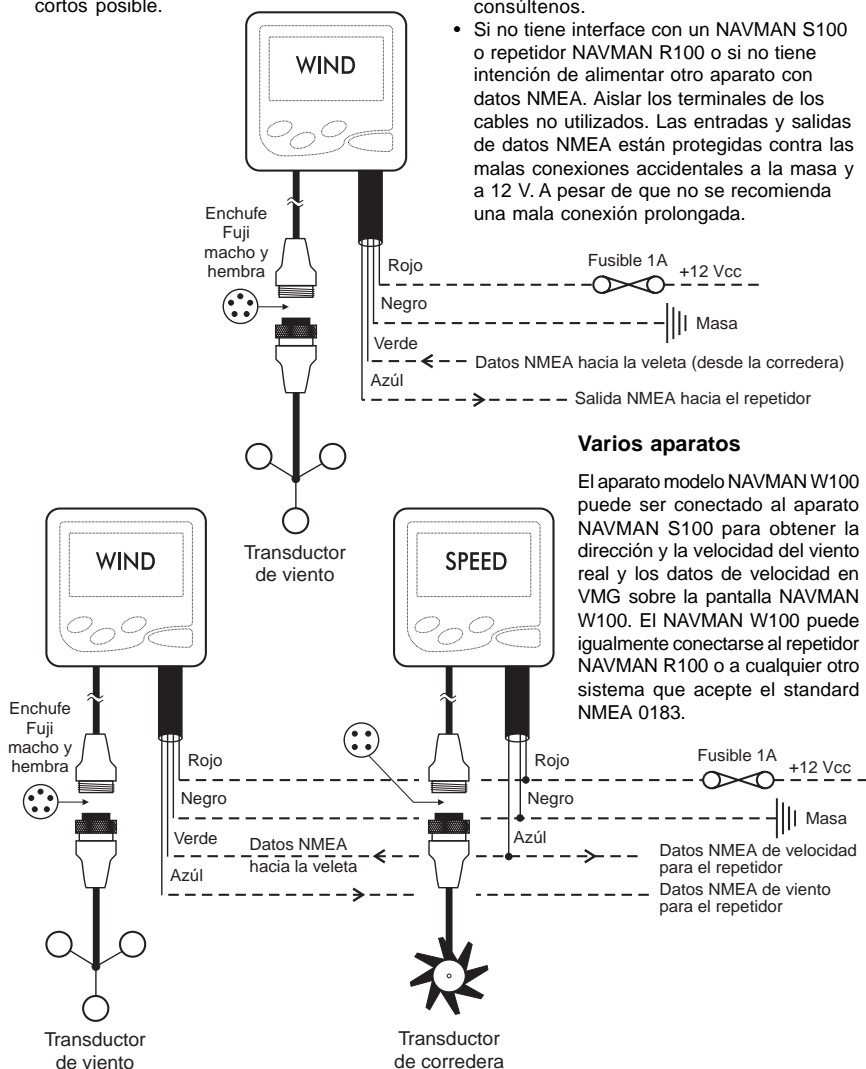 cortos posible.
consúltenos.
• Si no tiene interface con un NAVMAN S100
o repetidor NAVMAN R100 o si no tiene
intención de alimentar otro aparato con
datos NMEA. Aislar los terminales de los
cables no utilizados. Las entradas y salidas
de datos NMEA están protegidas contra las
malas conexiones accidentales a la masa y
a 12 V. A pesar de que no se recomienda
una mala conexión prolongada.
WIND
Enchufe
Fuji
macho y
hembra
Rojo
Fusible 1A
+12 Vcc
Negro
Masa
Verde
Datos NMEA hacia la veleta (desde la corredera)
Azúl
Salida NMEA hacia el repetidor
Transductor
de viento
Varios aparatos
El aparato modelo NAVMAN W100
puede ser conectado al aparato
NAVMAN S100 para obtener la
dirección y la velocidad del viento
real y los datos de velocidad en
VMG sobre la pantalla NAVMAN
W100. El NAVMAN W100 puede
igualmente conectarse al repetidor
NAVMAN R100 o a cualquier otro
sistema que acepte el standard
NMEA 0183.
WIND
SPEED
Enchufe
Fuji
macho y
hembra
Rojo
Rojo
Fusible 1A
+12 Vcc
Negro
Negro
Masa
Verde
Datos NMEA
hacia la veleta
Azúl
Datos NMEA de velocidad
para el repetidor
Azúl
Datos NMEA de viento
para el repetidor
Transductor
de viento
Transductor
de corredera